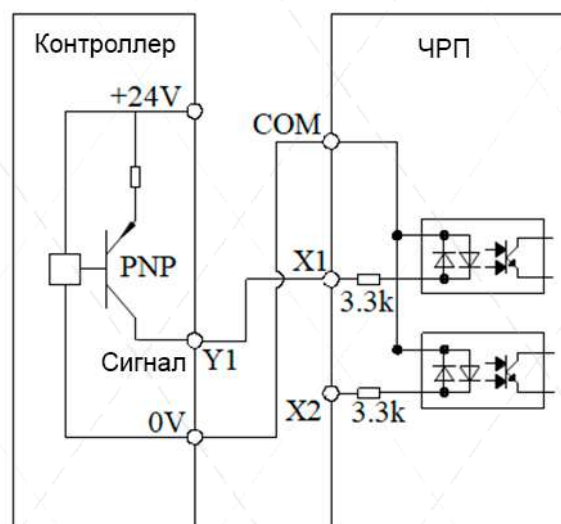 Контроллер
ЧРП
+24V
COM
PNP
X1
3.3k
Сигнал
Y1
0V
X2
3.3k